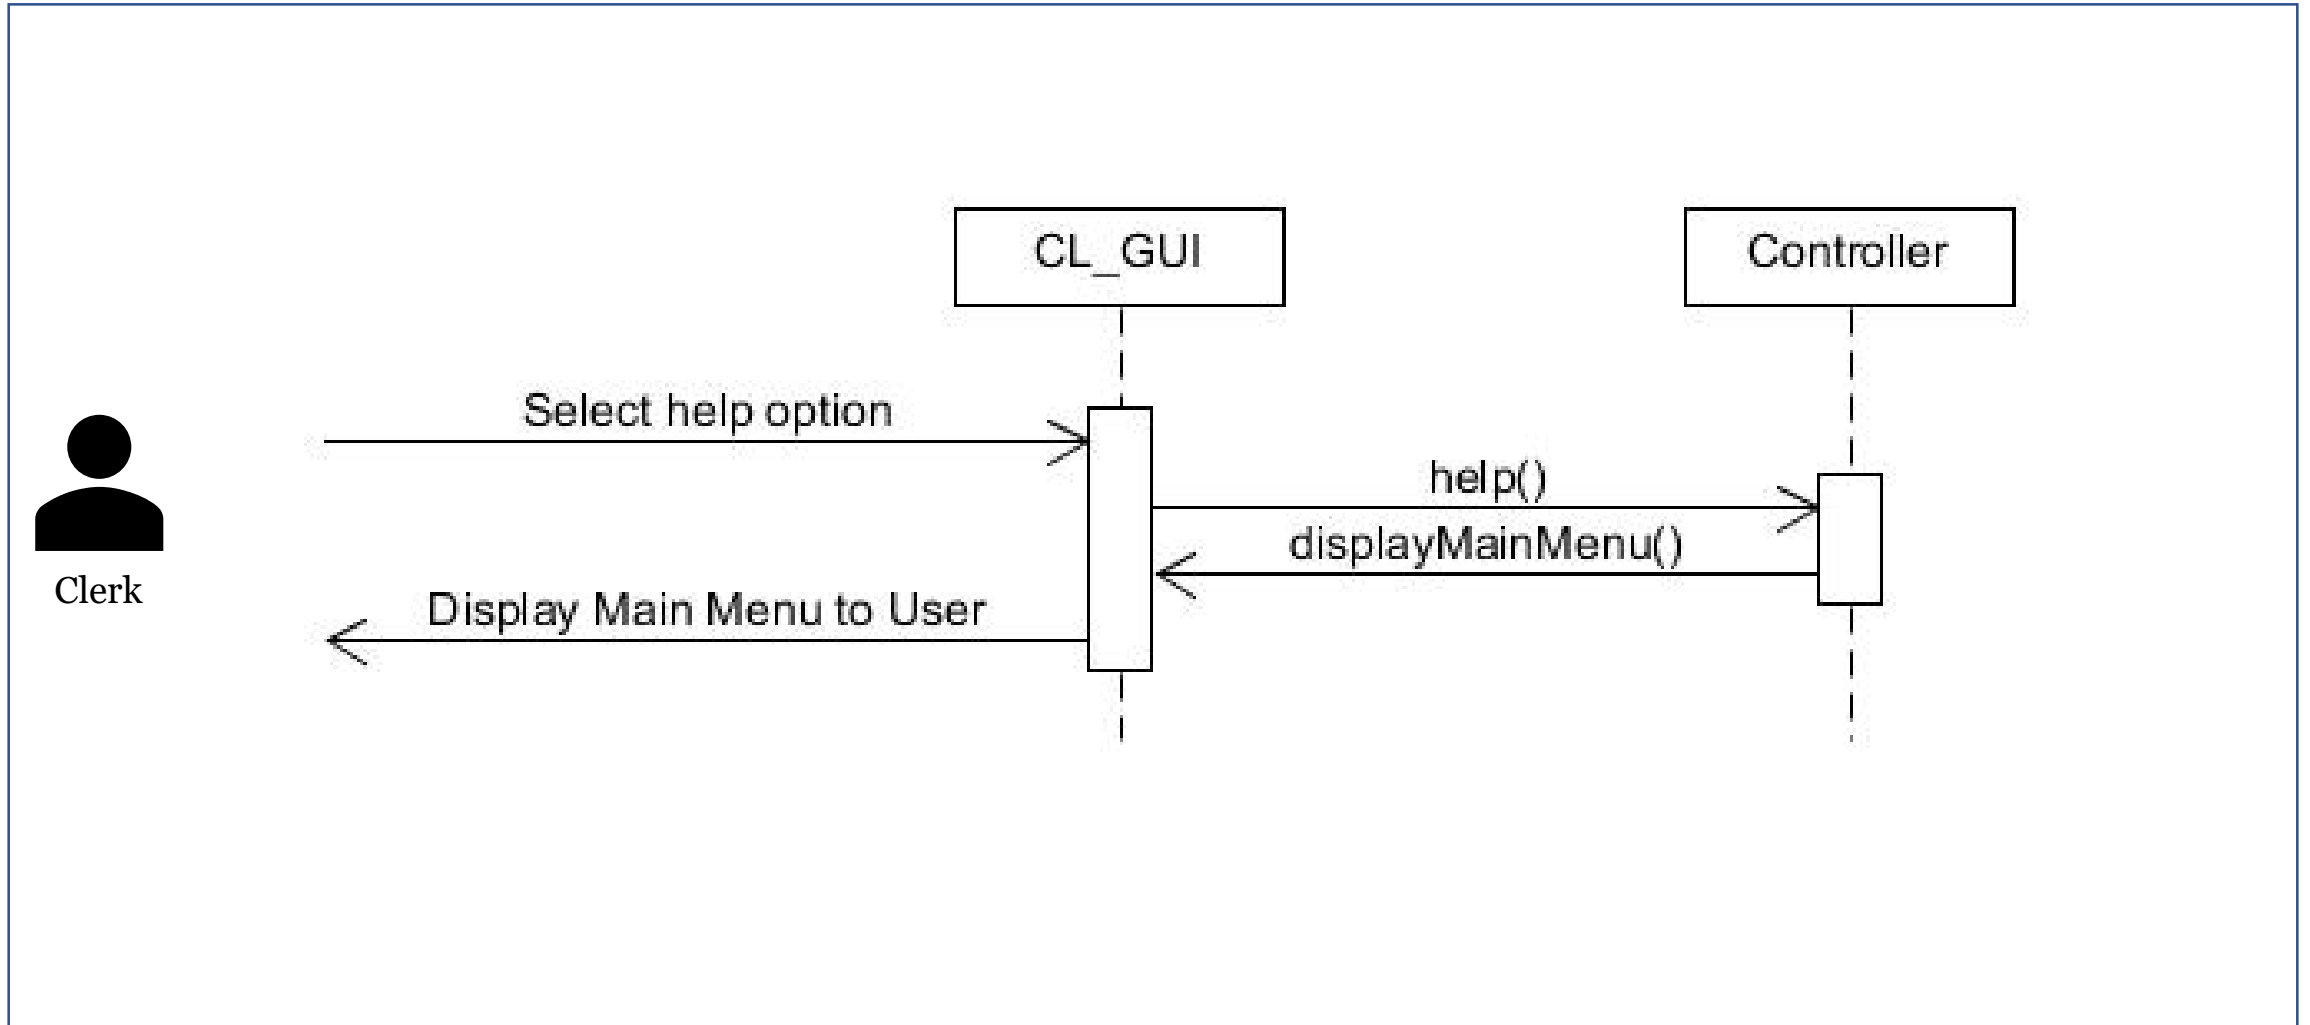 CL_GUI
Controller
Select help option
help()
displayMainMenu()
Clerk
Display Main Menu to User